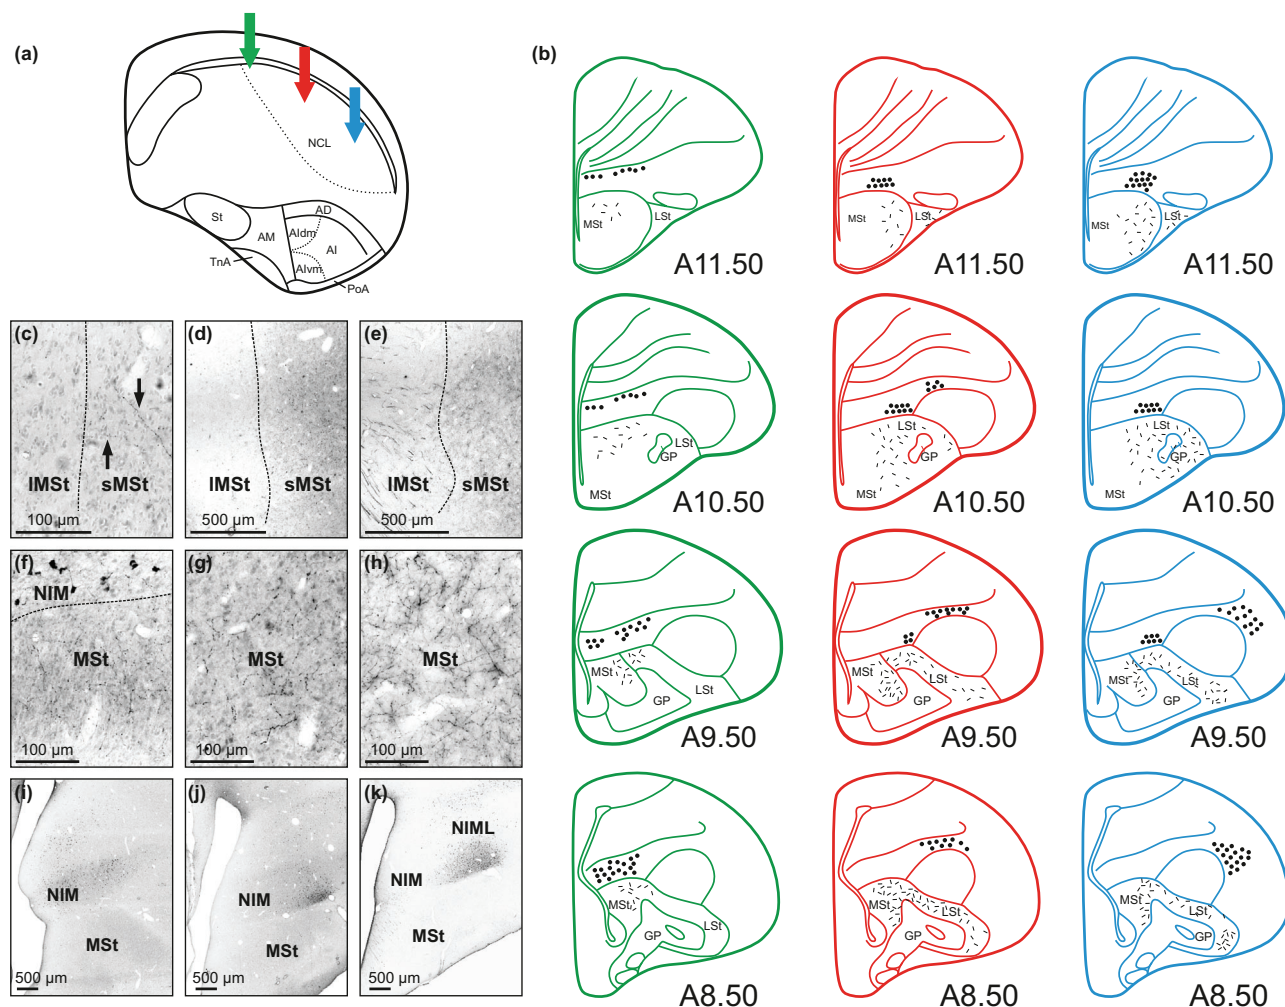 (a)
NCL
St
AD
AM
AIdm
AI
TnA
AIvm
PoA
(b)
MSt
LSt
A11.50
MSt
LSt
A11.50
MSt
LSt
A11.50
LSt
GP
MSt
A10.50
LSt
GP
MSt
A10.50
LSt
GP
MSt
A10.50
MSt
LSt
GP
A9.50
MSt
LSt
GP
A9.50
MSt
LSt
GP
A9.50
MSt
LSt
GP
A8.50
MSt
LSt
GP
A8.50
MSt
LSt
GP
A8.50
(c)
lMSt sMSt
100 µm
(d)
lMSt sMSt
500 µm
(e)
lMSt sMSt
500 µm
(f)
NIM
MSt
100 µm
(g)
MSt
100 µm
(h)
MSt
100 µm
(i)
NIM
MSt
500 µm
(j)
NIM
MSt
500 µm
(k)
NIML
NIM
MSt
500 µm